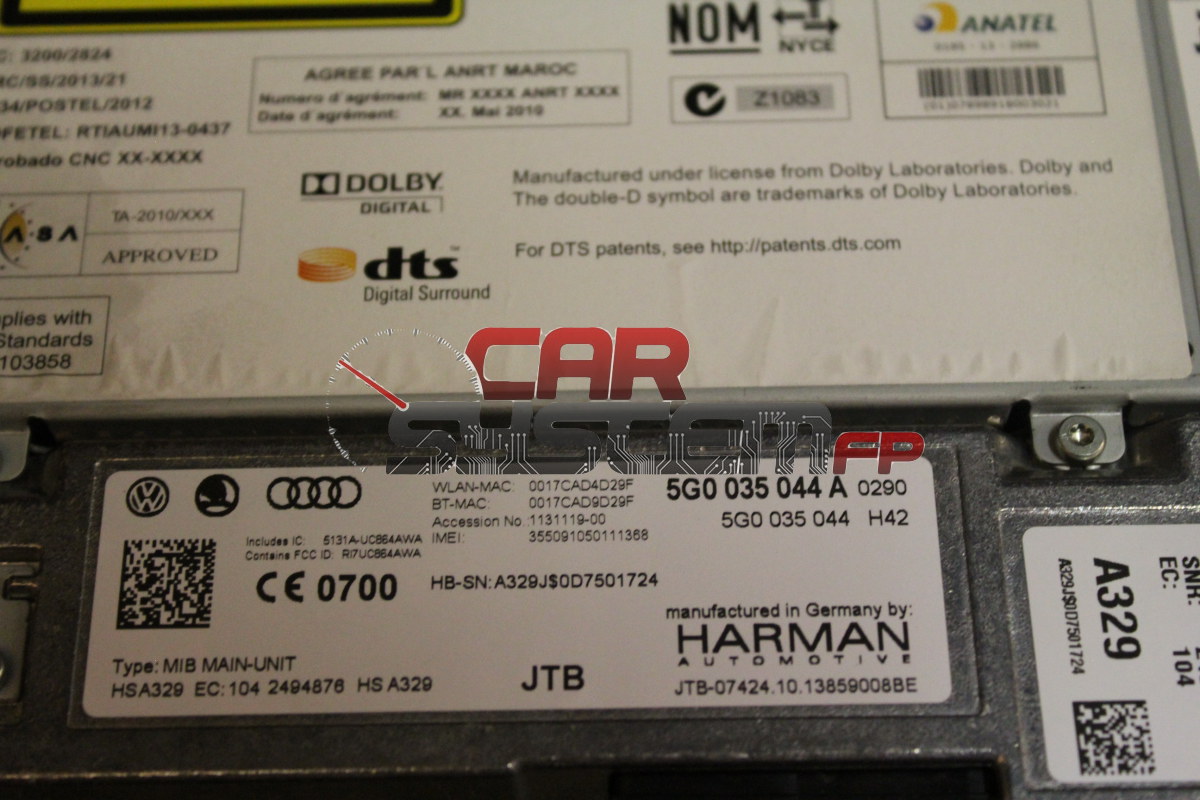 C: 3200/2824
RC/SS/2013/21
34/POSTEL/2012
OFETEL: RTIAUMI13-0437
robado CNC XX-XXXX
AGREE PAR'L ANRT MAROC
Numero d'agrément: MR XXXX ANRT XXXX
Date d'agrément: XX. Mai 2010
NOM
NYCE
ANATEL
Z1083
TA-2010/XXX
APPROVED
DOLBY
DIGITAL
Manufactured under license from Dolby Laboratories. Dolby and
The double-D symbol are trademarks of Dolby Laboratories.
dts
Digital Surround
For DTS patents, see http://patents.dts.com
plies with
Standards
103858
CAR
SYSTEM FP
WLAN-MAC: 0017CAD4D29F
BT-MAC: 0017CAD9D29F
Accession No.: 1131119-00
IMEI: 355091050111368
5G0 035 044 A 0290
5G0 035 044 H42
Includes IC: 5131A-UC864AWA
Contains FCC ID: RI7UC864AWA
CE 0700
HB-SN: A329J$0D7501724
manufactured in Germany by:
HARMAN
AUTOMOTIVE
Type: MIB MAIN-UNIT
HS A329 EC: 104 2494876 HS A329
JTB
JTB-07424.10.13859008BE
A329J$0D7501724
A329
EC: 104
SNR: